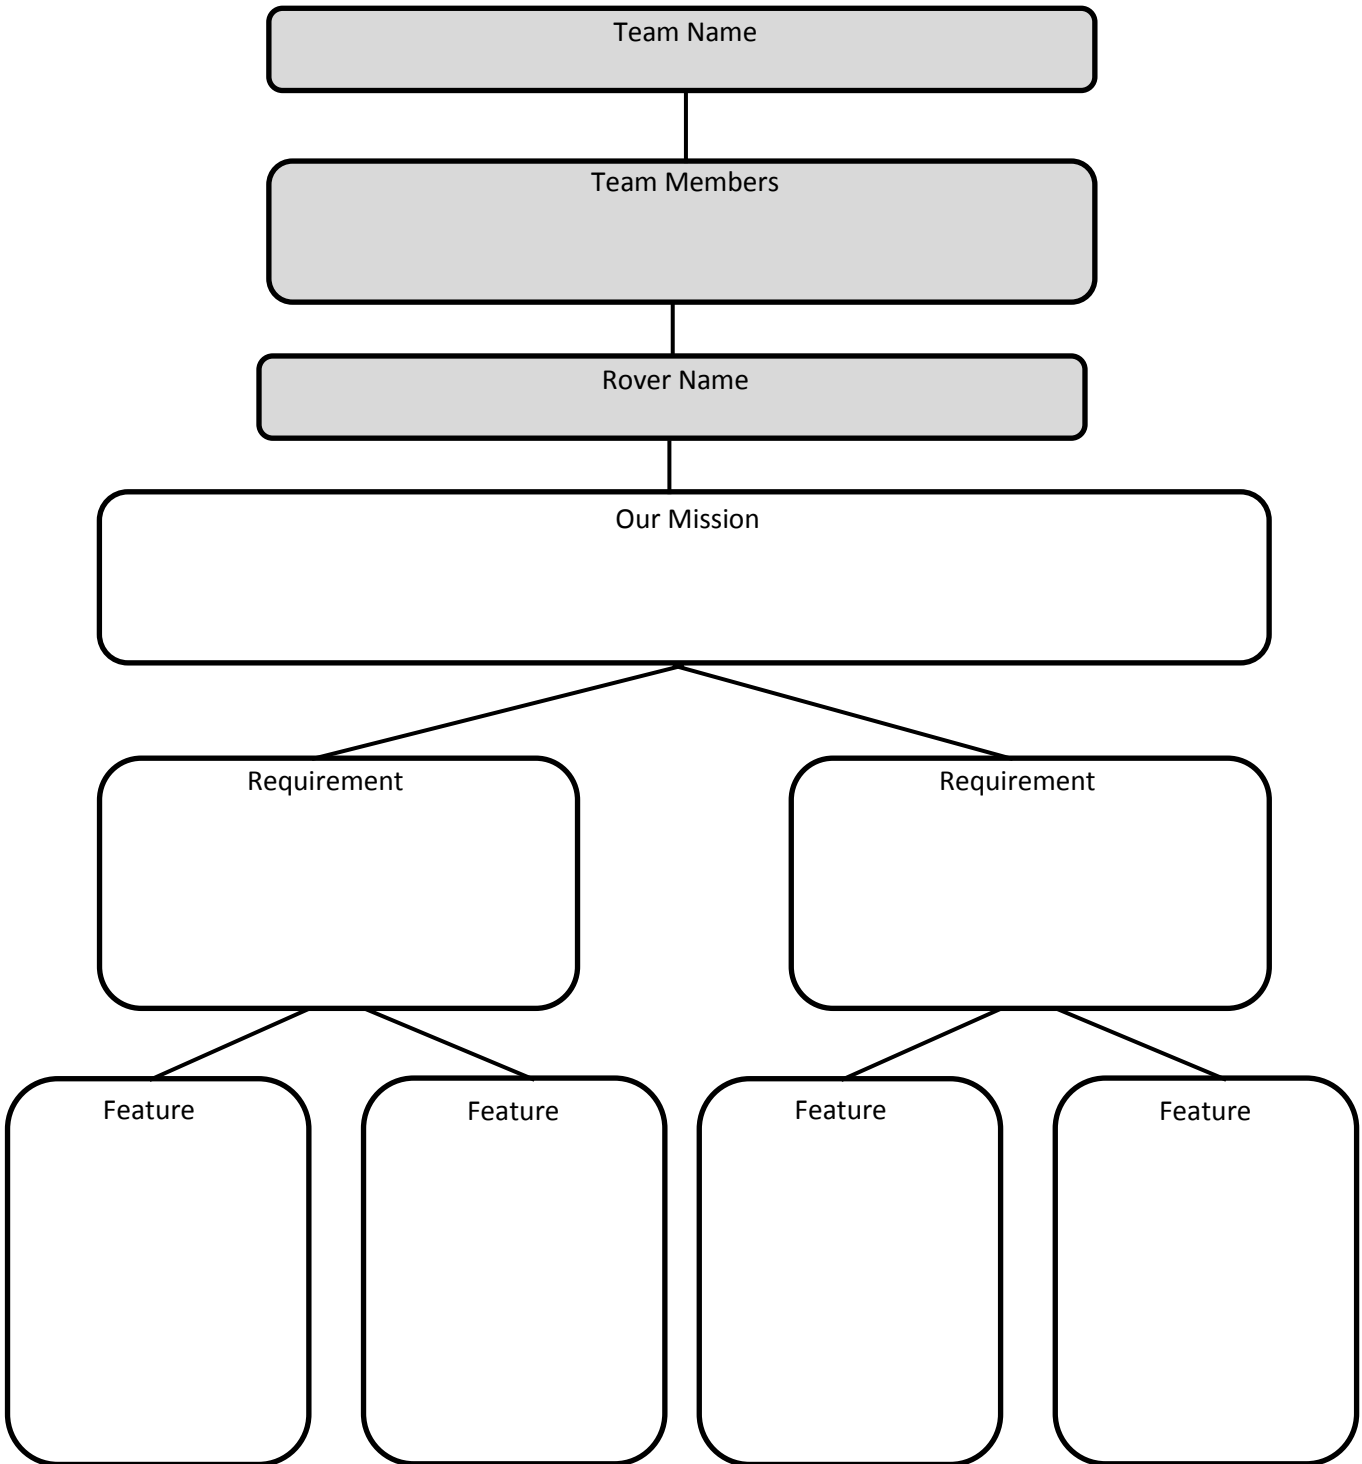 Team Name
Team Members
Rover Name
Our Mission
Requirement
Requirement
Feature
Feature
Feature
Feature